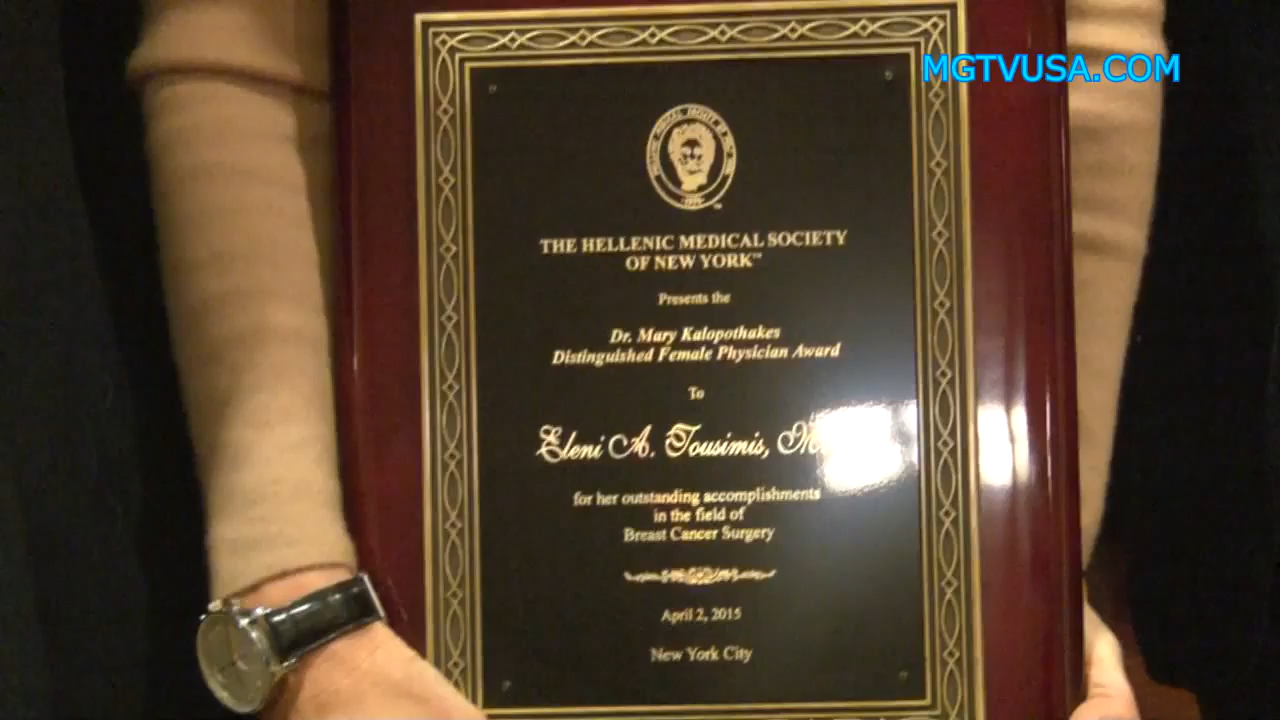 MGTVUSA.COM
THE HELLENIC MEDICAL SOCIETY
OF NEW YORK™
Presents the
Dr. Mary Kalopothakes
Distinguished Female Physician Award
To
Eleni A. Tousimis,
for her outstanding accomplishments
in the field of
Breast Cancer Surgery
April 2, 2015
New York City